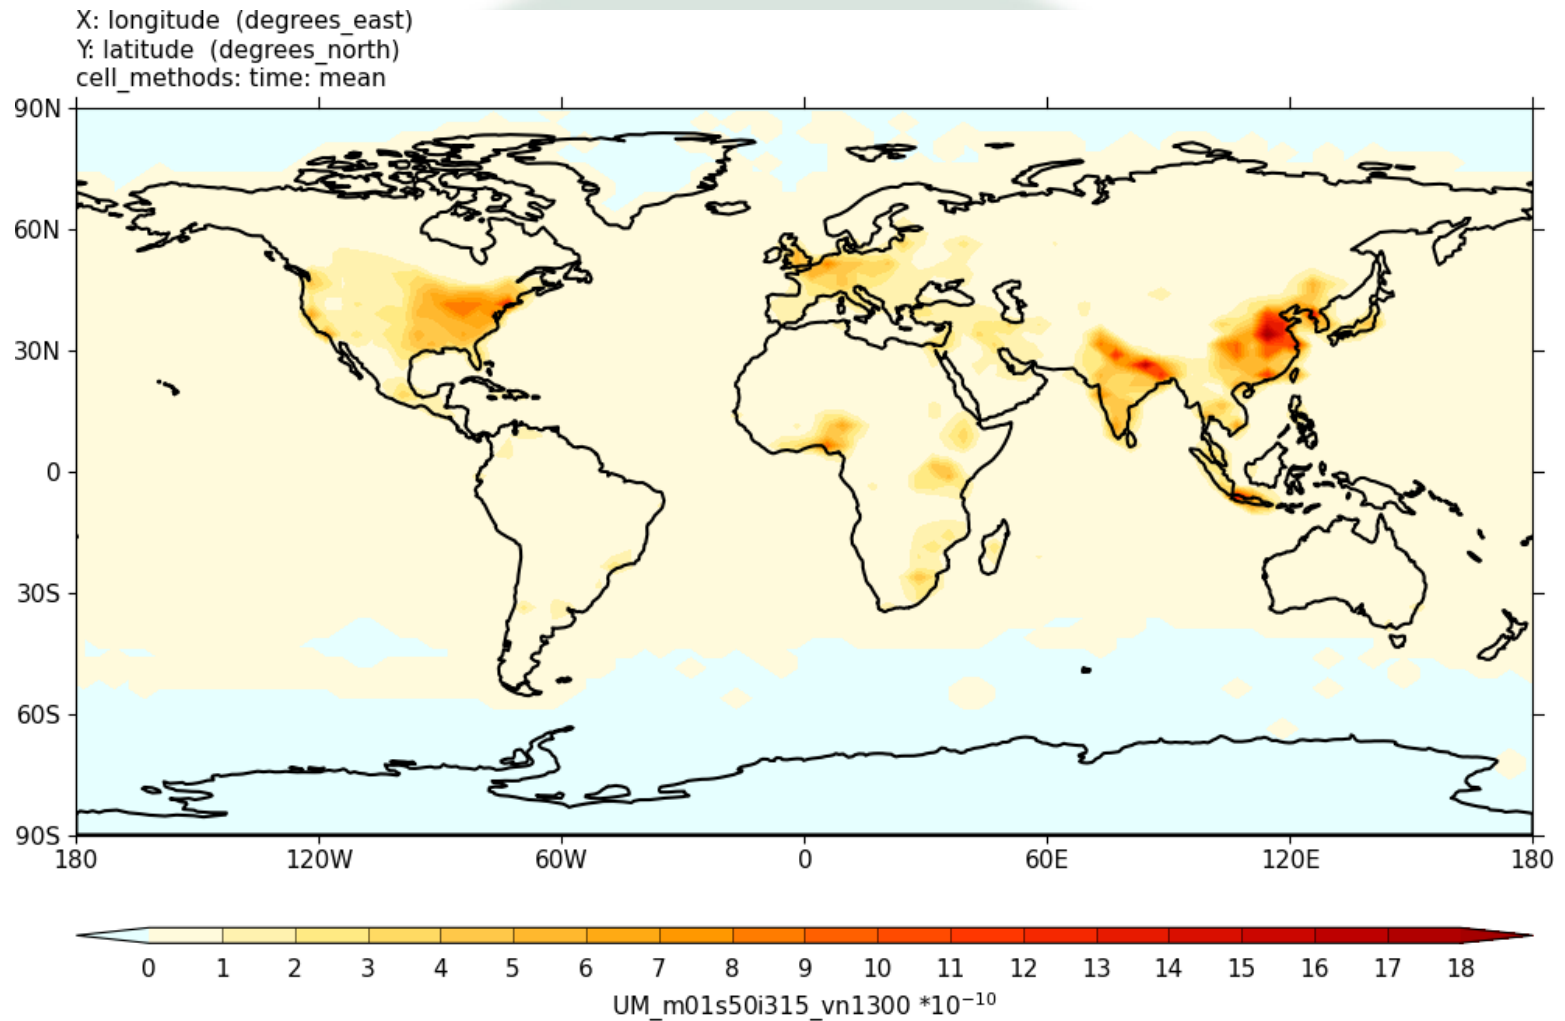 X: longitude  (degrees_east)
Y: latitude  (degrees_north)
cell_methods: time: mean
90N
60N
30N
0
30S
60S
90S
180 120W 60W 0 60E 120E 180
0 1 2 3 4 5 6 7 8 9 10 11 12 13 14 15 16 17 18
UM_m01s50i315_vn1300 *10⁻¹⁰